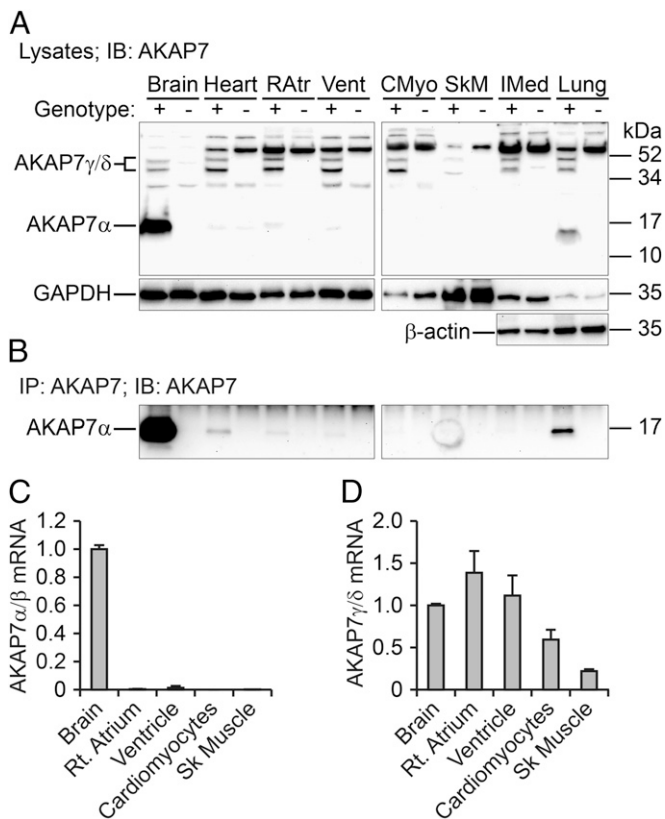 A
Lysates; IB: AKAP7
Brain Heart RAtr Vent CMyo SkM IMed Lung
Genotype: + - + - + - + - + - + - + - + -
kDa
AKAP7γ/δ
52
34
AKAP7α
17
10
GAPDH
35
β-actin
35
B
IP: AKAP7; IB: AKAP7
AKAP7α
17
C
AKAP7α/β mRNA
1.2
1.0
0.8
0.6
0.4
0.2
0
Brain
Rt. Atrium
Ventricle
Cardiomyocytes
Sk Muscle
D
AKAP7γ/δ mRNA
2.0
1.5
1.0
0.5
0.0
Brain
Rt. Atrium
Ventricle
Cardiomyocytes
Sk Muscle